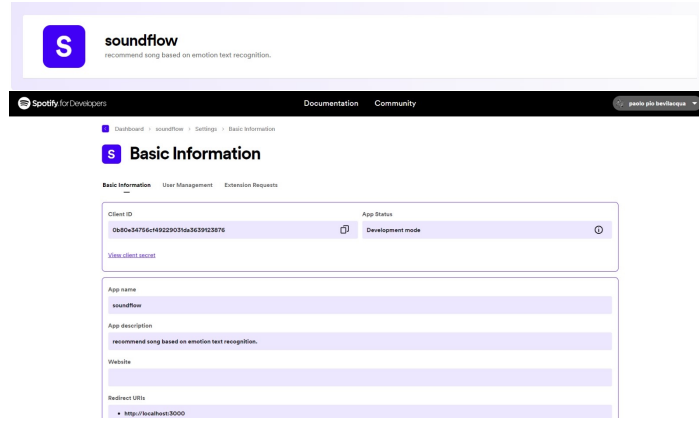 S
soundflow
recommend song based on emotion text recognition.
Spotify for Developers
Documentation Community
paolo pio bevilacqua
Dashboard > soundflow > Settings > Basic Information
S Basic Information
Basic Information User Management Extension Requests
Client ID App Status
0b80e34756cf49229031da3639123876 Development mode
View client secret
App name
soundflow
App description
recommend song based on emotion text recognition.
Website
Redirect URIs
• http://localhost:3000